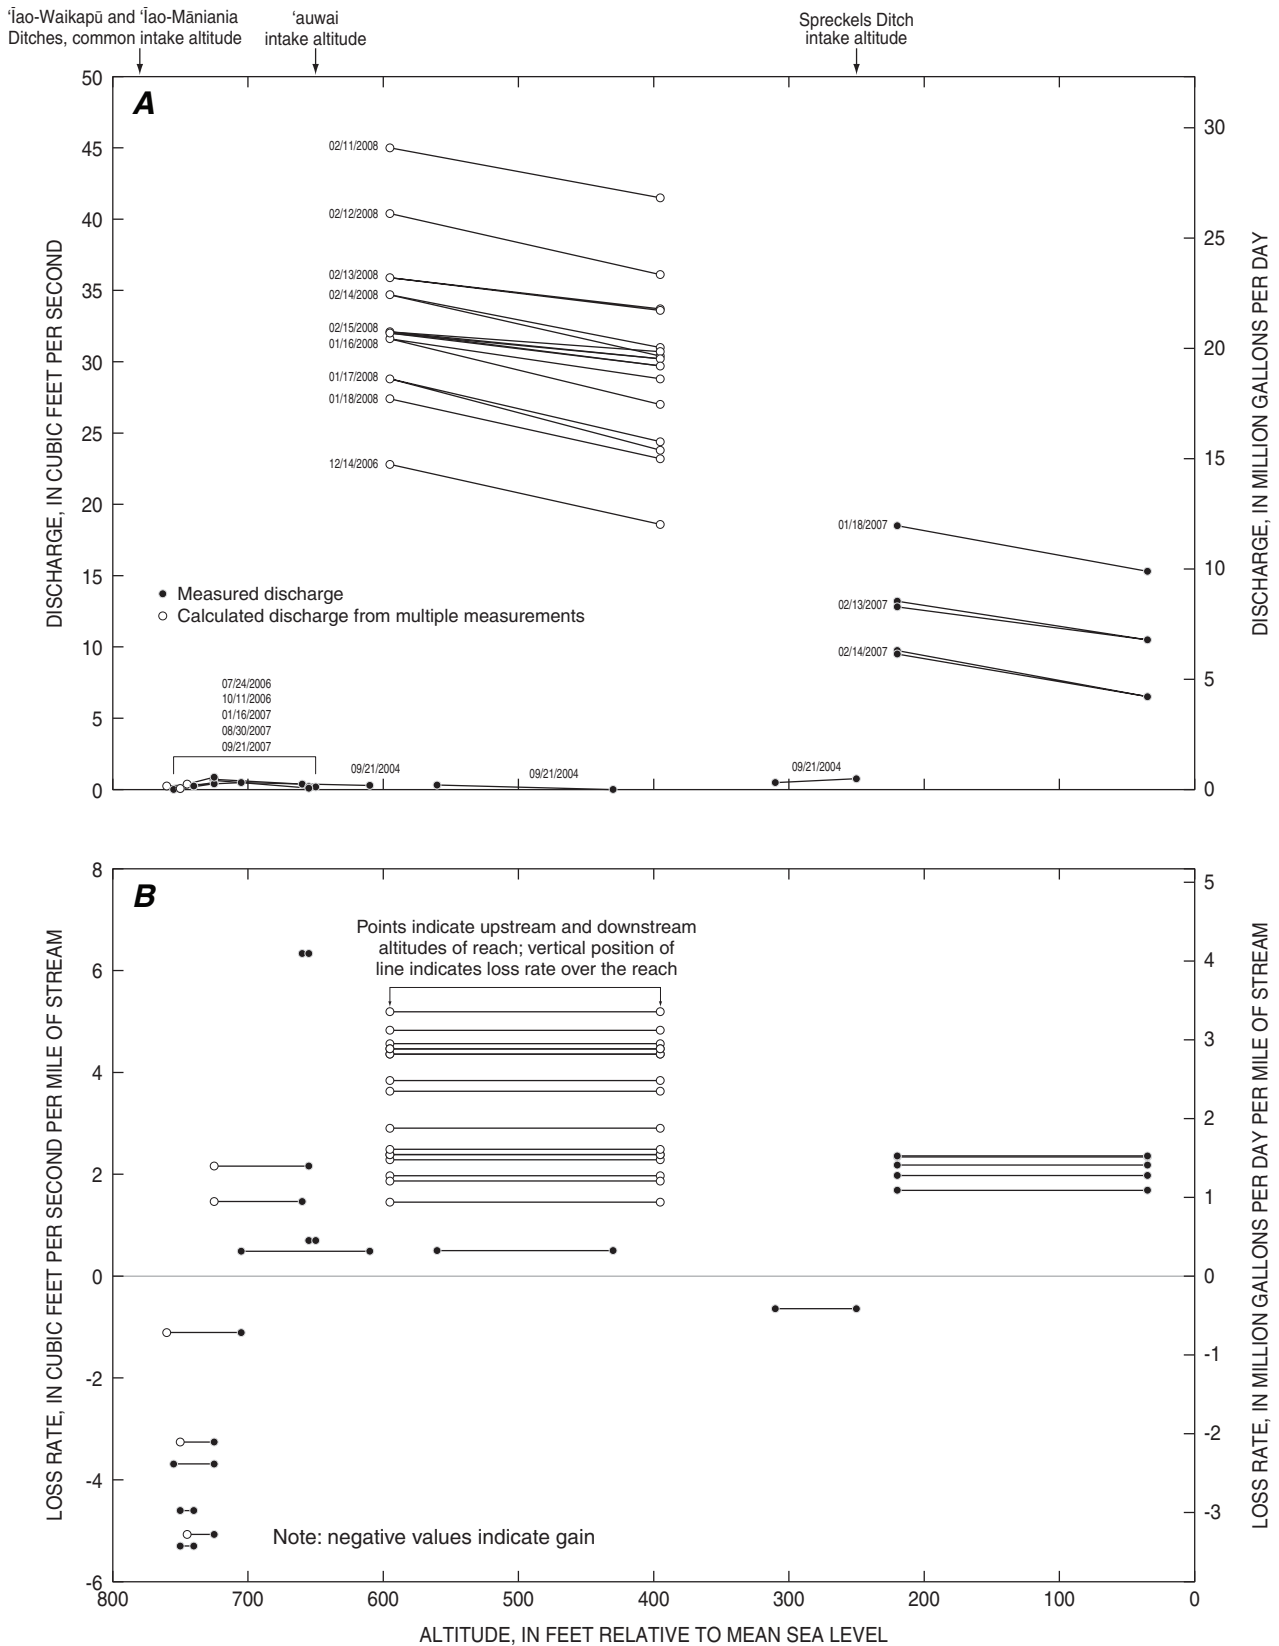 ʻĪao-Waikapū and ʻĪao-Māniania
Ditches, common intake altitude
ʻauwai
intake altitude
Spreckels Ditch
intake altitude
A
50
45
40
35
30
25
20
15
10
5
0
DISCHARGE, IN CUBIC FEET PER SECOND
30
25
20
15
10
5
0
DISCHARGE, IN MILLION GALLONS PER DAY
02/11/2008
02/12/2008
02/13/2008
02/14/2008
02/15/2008
01/16/2008
01/17/2008
01/18/2008
12/14/2006
01/18/2007
02/13/2007
02/14/2007
Measured discharge
Calculated discharge from multiple measurements
07/24/2006
10/11/2006
01/16/2007
08/30/2007
09/21/2007
09/21/2004
09/21/2004
09/21/2004
B
8
6
4
2
0
-2
-4
-6
LOSS RATE, IN CUBIC FEET PER SECOND PER MILE OF STREAM
5
4
3
2
1
0
-1
-2
-3
LOSS RATE, IN MILLION GALLONS PER DAY PER MILE OF STREAM
Points indicate upstream and downstream
altitudes of reach; vertical position of
line indicates loss rate over the reach
Note: negative values indicate gain
800 700 600 500 400 300 200 100 0
ALTITUDE, IN FEET RELATIVE TO MEAN SEA LEVEL